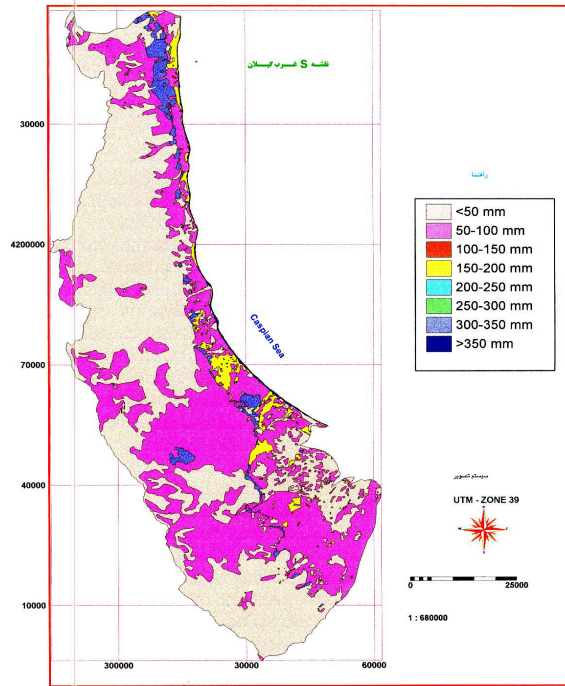 نقشه S غرب گیلان
30000
4200000
70000
40000
10000
300000
30000
60000
Caspian Sea
راهنما
<50 mm
50-100 mm
100-150 mm
150-200 mm
200-250 mm
250-300 mm
300-350 mm
>350 mm
سیستم تصویر
UTM - ZONE 39
0
25000
1 : 680000